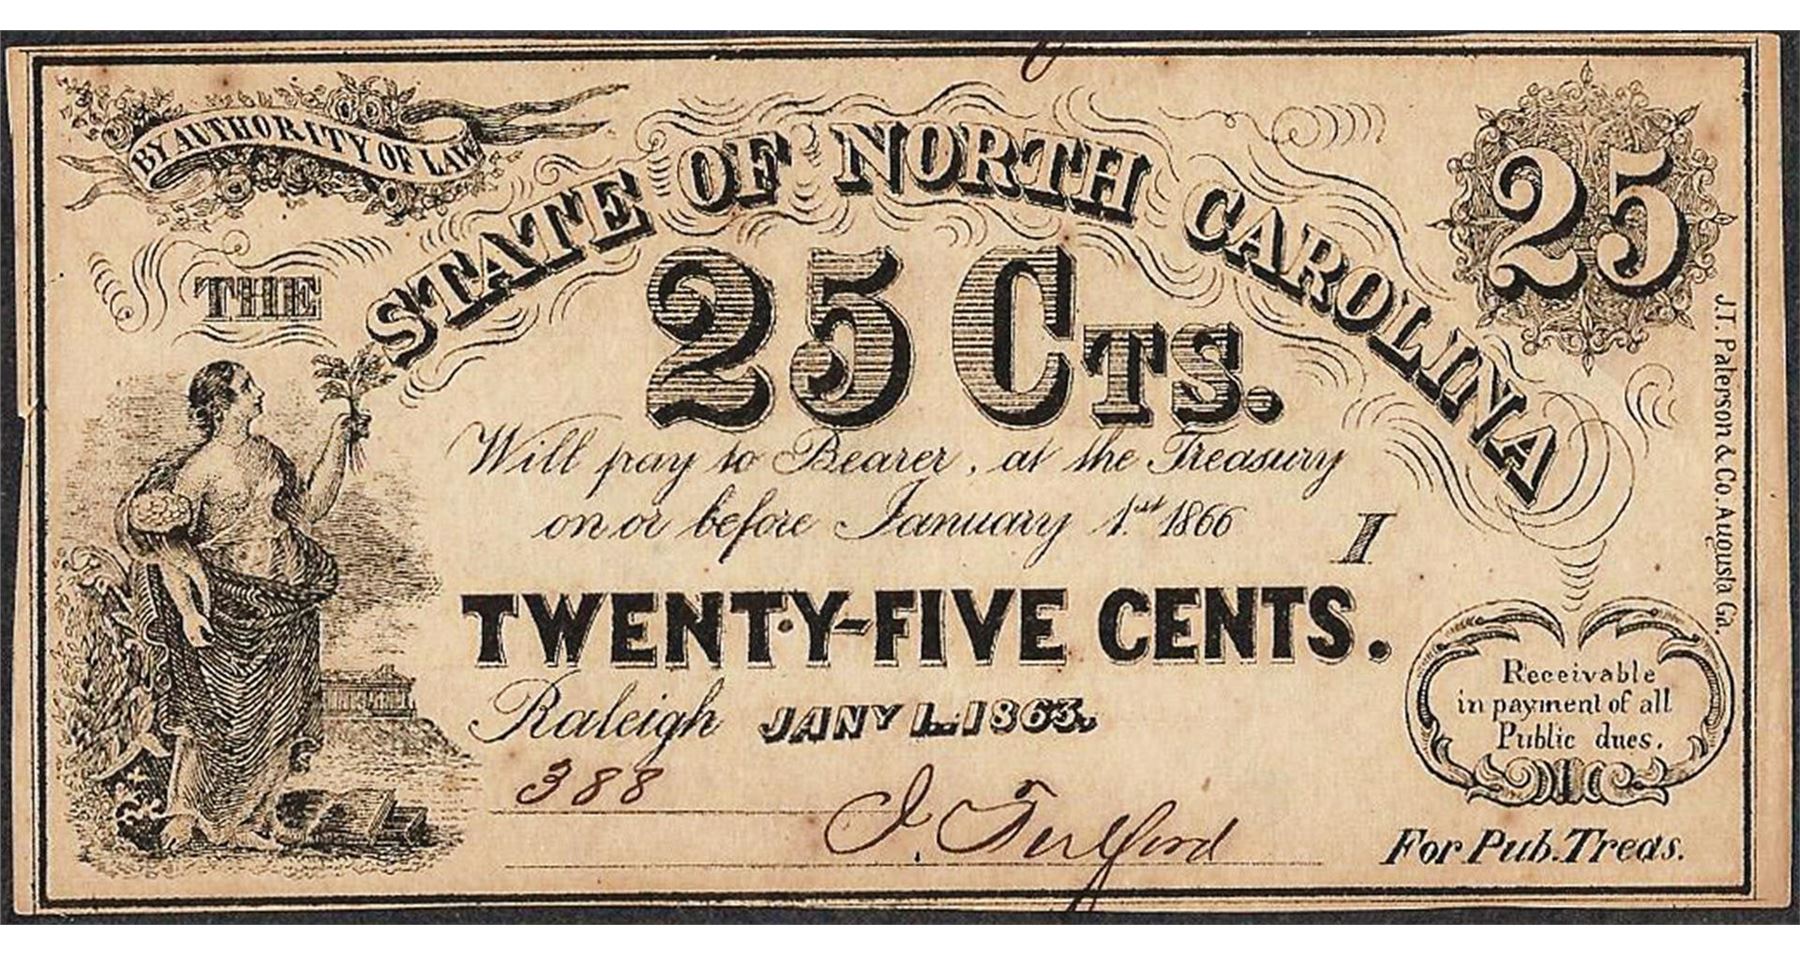 BY AUTHORITY OF LAW
THE
STATE OF NORTH CAROLINA
25
25 CTS.
Will pay to Bearer, at the Treasury
on or before January 1.st 1866
I
TWENTY-FIVE CENTS.
Raleigh JANY 1. 1863.
388
J.
Receivable
in payment of all
Public dues.
For Pub. Treas.
J.T. Paterson & Co. Augusta Ga.